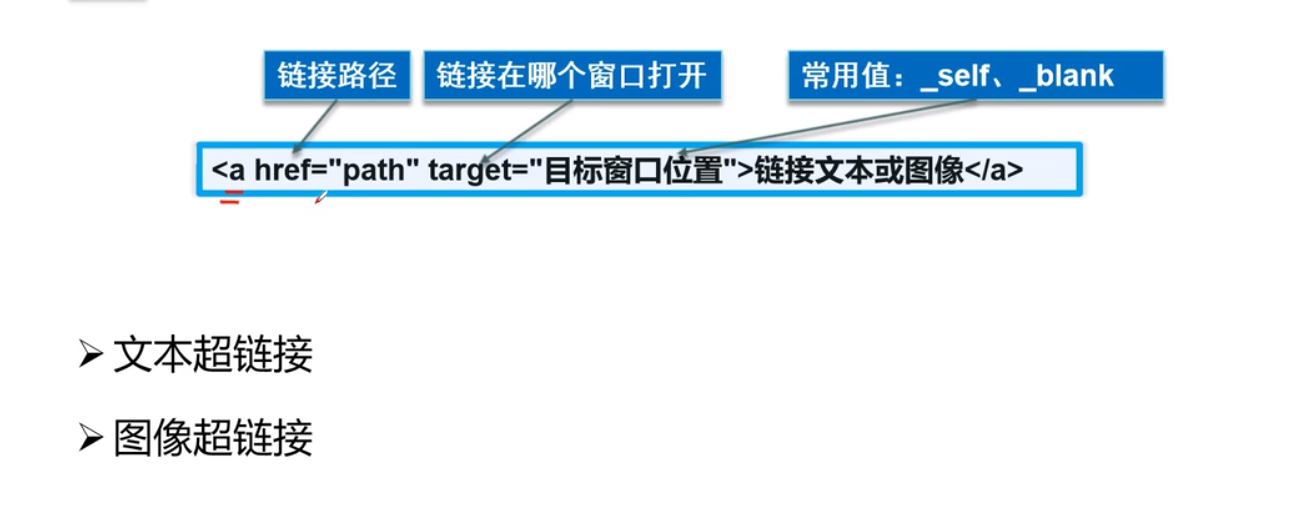 链接路径
链接在哪个窗口打开
常用值：_self、_blank
<a href="path" target="目标窗口位置">链接文本或图像</a>
文本超链接
图像超链接